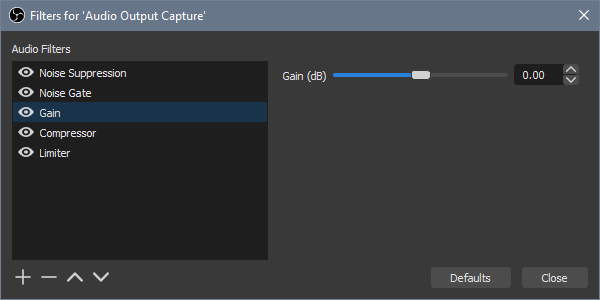 Filters for 'Audio Output Capture'
Audio Filters
Noise Suppression
Noise Gate
Gain
Compressor
Limiter
Gain (dB)
0.00
Defaults
Close